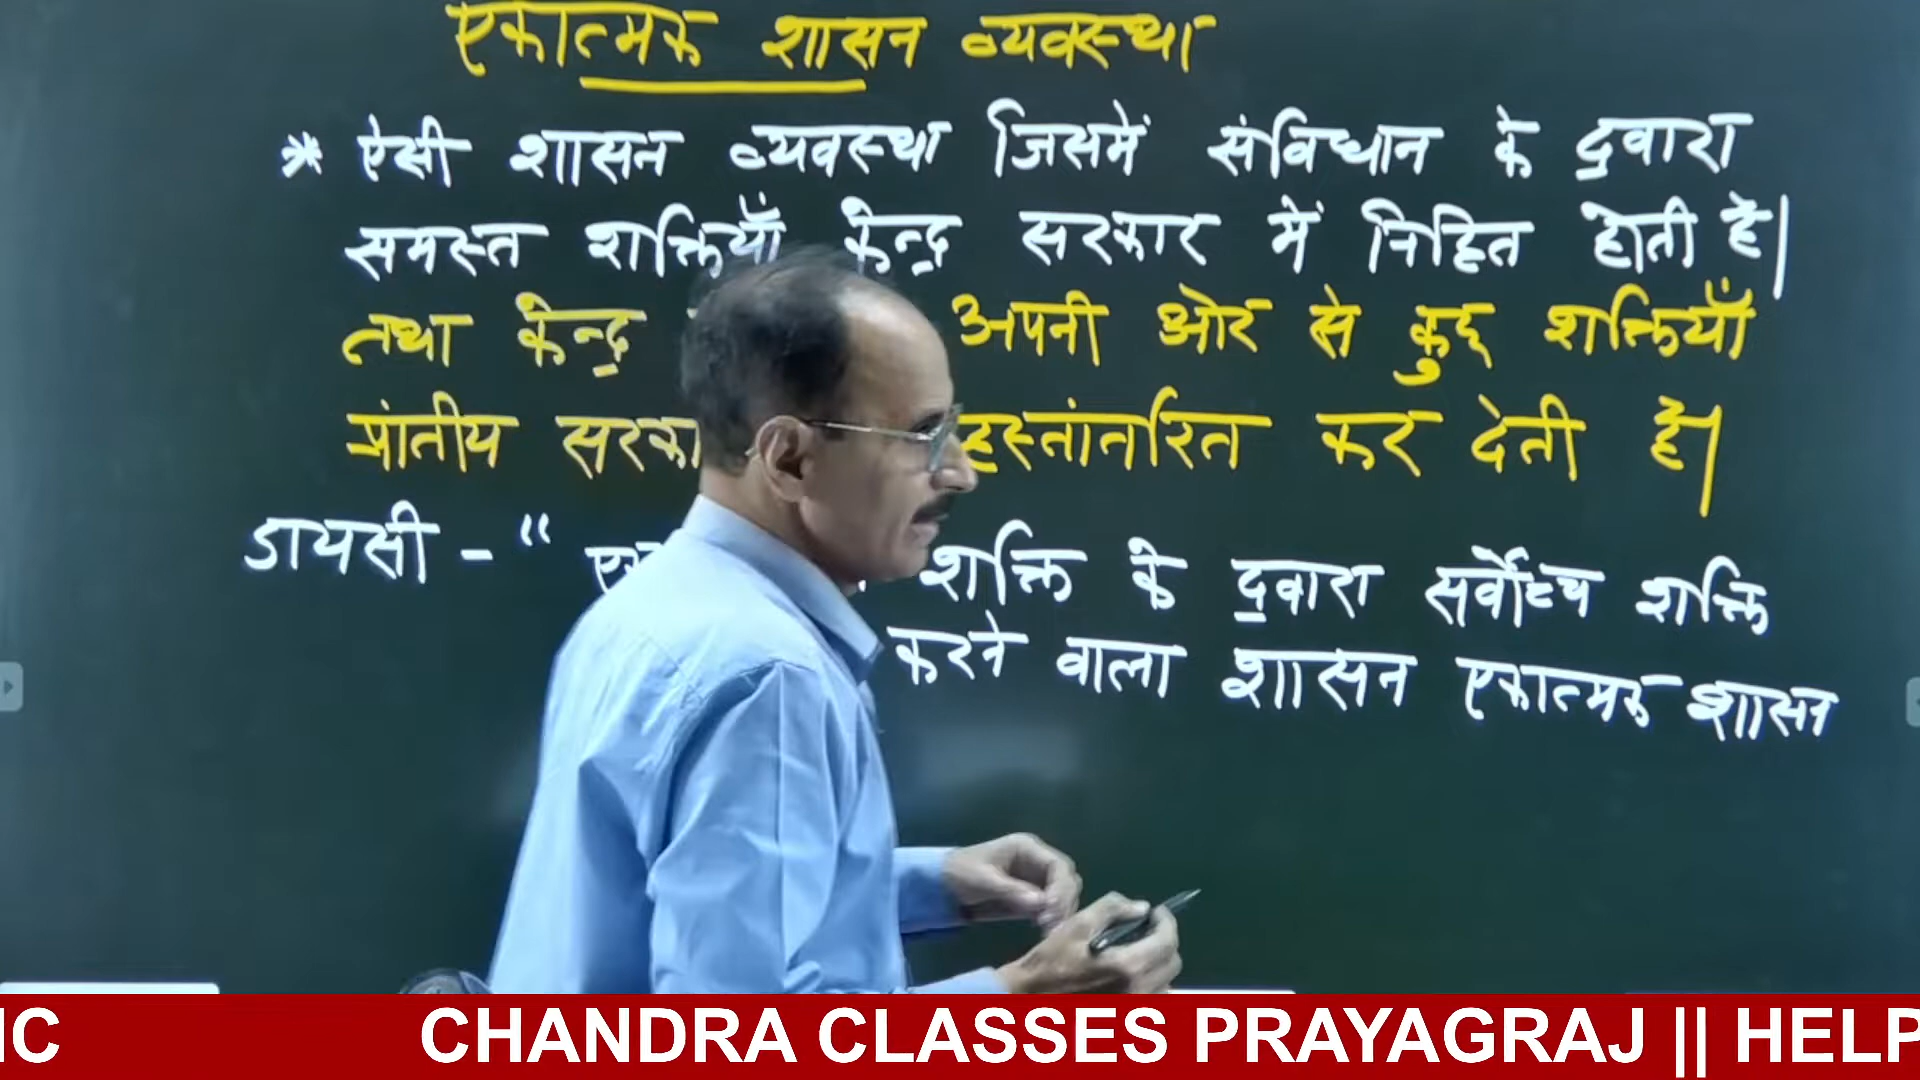 एकात्मक शासन व्यवस्था
* ऐसी शासन व्यवस्था जिसमें संविधान के द्वारा
समस्त शक्तियाँ केन्द्र सरकार में निहित होती है।
तथा केन्द्र अपनी ओर से कुछ शक्तियाँ
प्रांतीय हस्तांतरित कर देती है।
डायसी - " शक्ति के द्वारा सर्वोच्च शक्ति
करने वाला शासन एकात्मक शासन
CHANDRA CLASSES PRAYAGRAJ || HELP